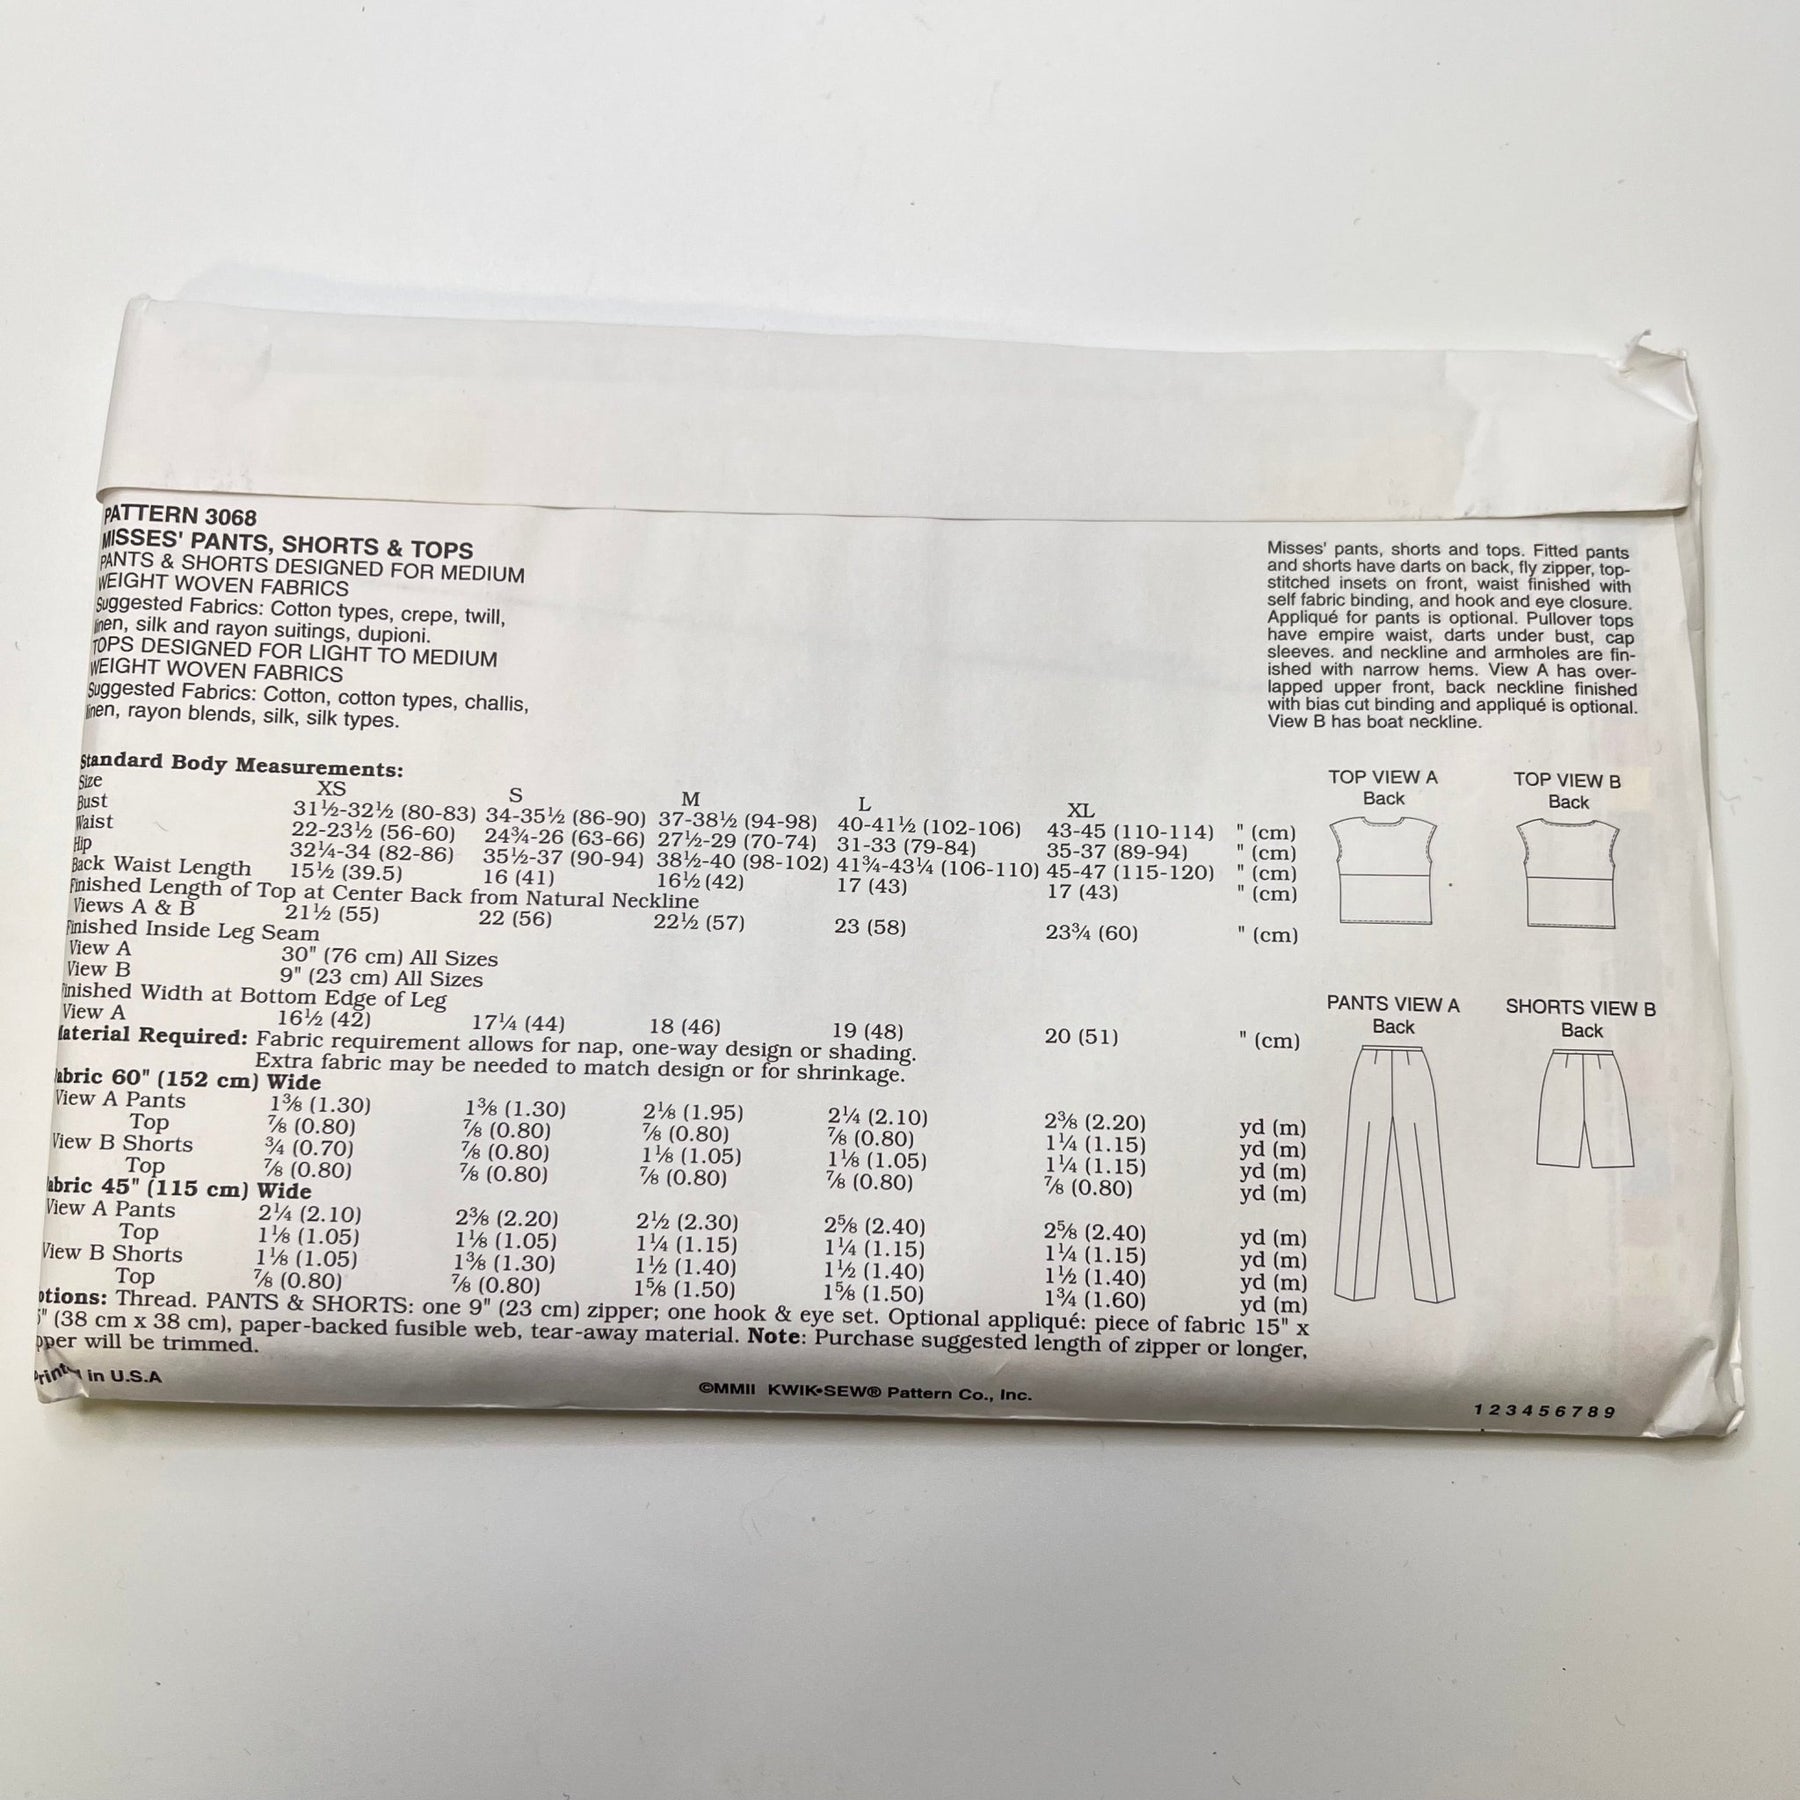 PATTERN 3068
MISSES' PANTS, SHORTS & TOPS
PANTS & SHORTS DESIGNED FOR MEDIUM
WEIGHT WOVEN FABRICS
Suggested Fabrics: Cotton types, crepe, twill,
linen, silk and rayon suitings, dupioni.
TOPS DESIGNED FOR LIGHT TO MEDIUM
WEIGHT WOVEN FABRICS
Suggested Fabrics: Cotton, cotton types, challis,
linen, rayon blends, silk, silk types.
Misses' pants, shorts and tops. Fitted pants
and shorts have darts on back, fly zipper, top-
stitched insets on front, waist finished with
self fabric binding, and hook and eye closure.
Appliqué for pants is optional. Pullover tops
have empire waist, darts under bust, cap
sleeves. and neckline and armholes are fin-
ished with narrow hems. View A has over-
lapped upper front, back neckline finished
with bias cut binding and appliqué is optional.
View B has boat neckline.
Standard Body Measurements:
Size XS S M L XL
Bust 31½-32½ (80-83) 34-35½ (86-90) 37-38½ (94-98) 40-41½ (102-106) 43-45 (110-114) " (cm)
Waist 22-23½ (56-60) 24¾-26 (63-66) 27½-29 (70-74) 31-33 (79-84) 35-37 (89-94) " (cm)
Hip 32¼-34 (82-86) 35½-37 (90-94) 38½-40 (98-102) 41¾-43¼ (106-110) 45-47 (115-120) " (cm)
Back Waist Length 15½ (39.5) 16 (41) 16½ (42) 17 (43) 17 (43) " (cm)
Finished Length of Top at Center Back from Natural Neckline
Views A & B 21½ (55) 22 (56) 22½ (57) 23 (58) 23¾ (60) " (cm)
Finished Inside Leg Seam
View A 30" (76 cm) All Sizes
View B 9" (23 cm) All Sizes
Finished Width at Bottom Edge of Leg
View A 16½ (42) 17¼ (44) 18 (46) 19 (48) 20 (51) " (cm)
Material Required: Fabric requirement allows for nap, one-way design or shading.
Extra fabric may be needed to match design or for shrinkage.
Fabric 60" (152 cm) Wide
View A Pants 1⅜ (1.30) 1⅜ (1.30) 2⅛ (1.95) 2¼ (2.10) 2⅜ (2.20) yd (m)
Top ⅞ (0.80) ⅞ (0.80) ⅞ (0.80) ⅞ (0.80) 1¼ (1.15) yd (m)
View B Shorts ¾ (0.70) ⅞ (0.80) 1⅛ (1.05) 1⅛ (1.05) 1¼ (1.15) yd (m)
Top ⅞ (0.80) ⅞ (0.80) ⅞ (0.80) ⅞ (0.80) ⅞ (0.80) yd (m)
Fabric 45" (115 cm) Wide
View A Pants 2¼ (2.10) 2⅜ (2.20) 2½ (2.30) 2⅝ (2.40) 2⅝ (2.40) yd (m)
Top 1⅛ (1.05) 1⅛ (1.05) 1¼ (1.15) 1¼ (1.15) 1¼ (1.15) yd (m)
View B Shorts 1⅛ (1.05) 1⅜ (1.30) 1½ (1.40) 1½ (1.40) 1½ (1.40) yd (m)
Top ⅞ (0.80) ⅞ (0.80) 1⅝ (1.50) 1⅝ (1.50) 1¾ (1.60) yd (m)
otions: Thread. PANTS & SHORTS: one 9" (23 cm) zipper; one hook & eye set. Optional appliqué: piece of fabric 15" x
5" (38 cm x 38 cm), paper-backed fusible web, tear-away material. Note: Purchase suggested length of zipper or longer,
pper will be trimmed.
TOP VIEW A
Back
TOP VIEW B
Back
PANTS VIEW A
Back
SHORTS VIEW B
Back
Printed in U.S.A
©MMII KWIK•SEW® Pattern Co., Inc.
1 2 3 4 5 6 7 8 9